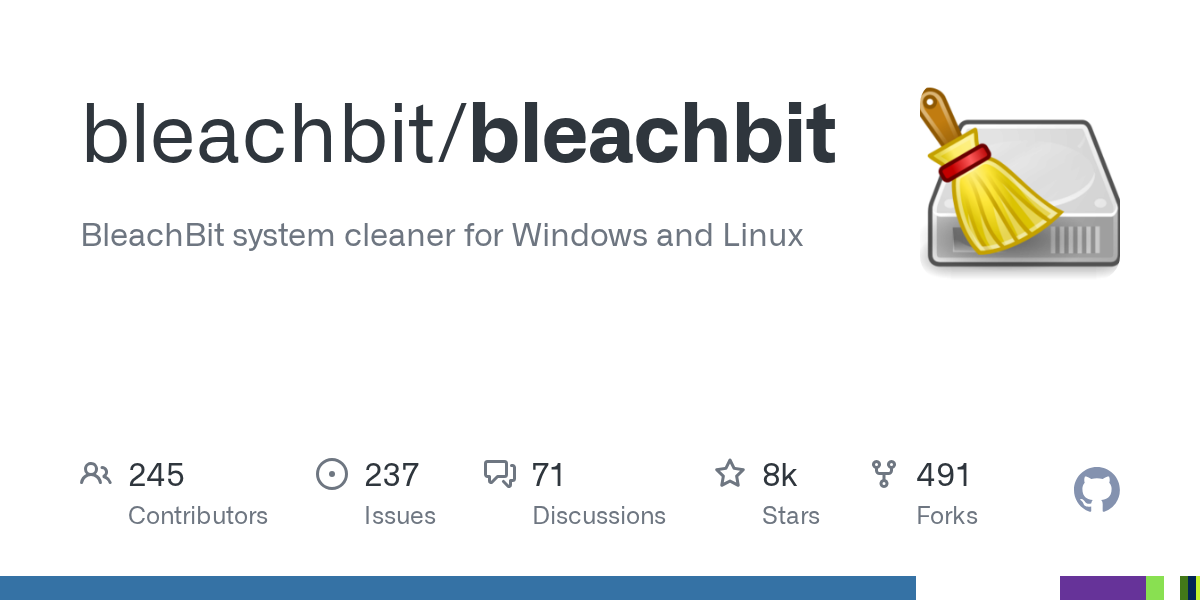 bleachbit/bleachbit
BleachBit system cleaner for Windows and Linux
245 237 71 8k 491
Contributors Issues Discussions Stars Forks